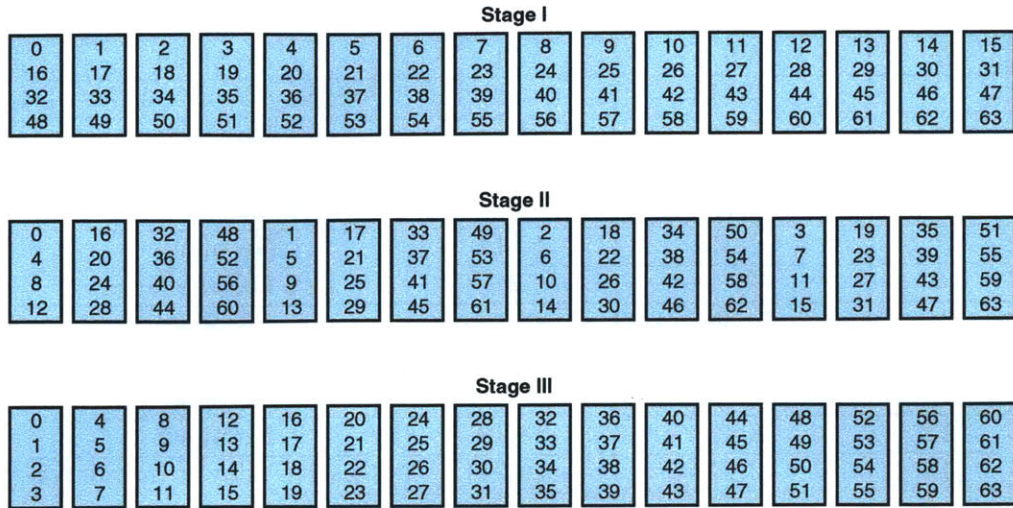 Stage I
0 1 2 3 4 5 6 7 8 9 10 11 12 13 14 15
16 17 18 19 20 21 22 23 24 25 26 27 28 29 30 31
32 33 34 35 36 37 38 39 40 41 42 43 44 45 46 47
48 49 50 51 52 53 54 55 56 57 58 59 60 61 62 63
Stage II
0 16 32 48 1 17 33 49 2 18 34 50 3 19 35 51
4 20 36 52 5 21 37 53 6 22 38 54 7 23 39 55
8 24 40 56 9 25 41 57 10 26 42 58 11 27 43 59
12 28 44 60 13 29 45 61 14 30 46 62 15 31 47 63
Stage III
0 4 8 12 16 20 24 28 32 36 40 44 48 52 56 60
1 5 9 13 17 21 25 29 33 37 41 45 49 53 57 61
2 6 10 14 18 22 26 30 34 38 42 46 50 54 58 62
3 7 11 15 19 23 27 31 35 39 43 47 51 55 59 63